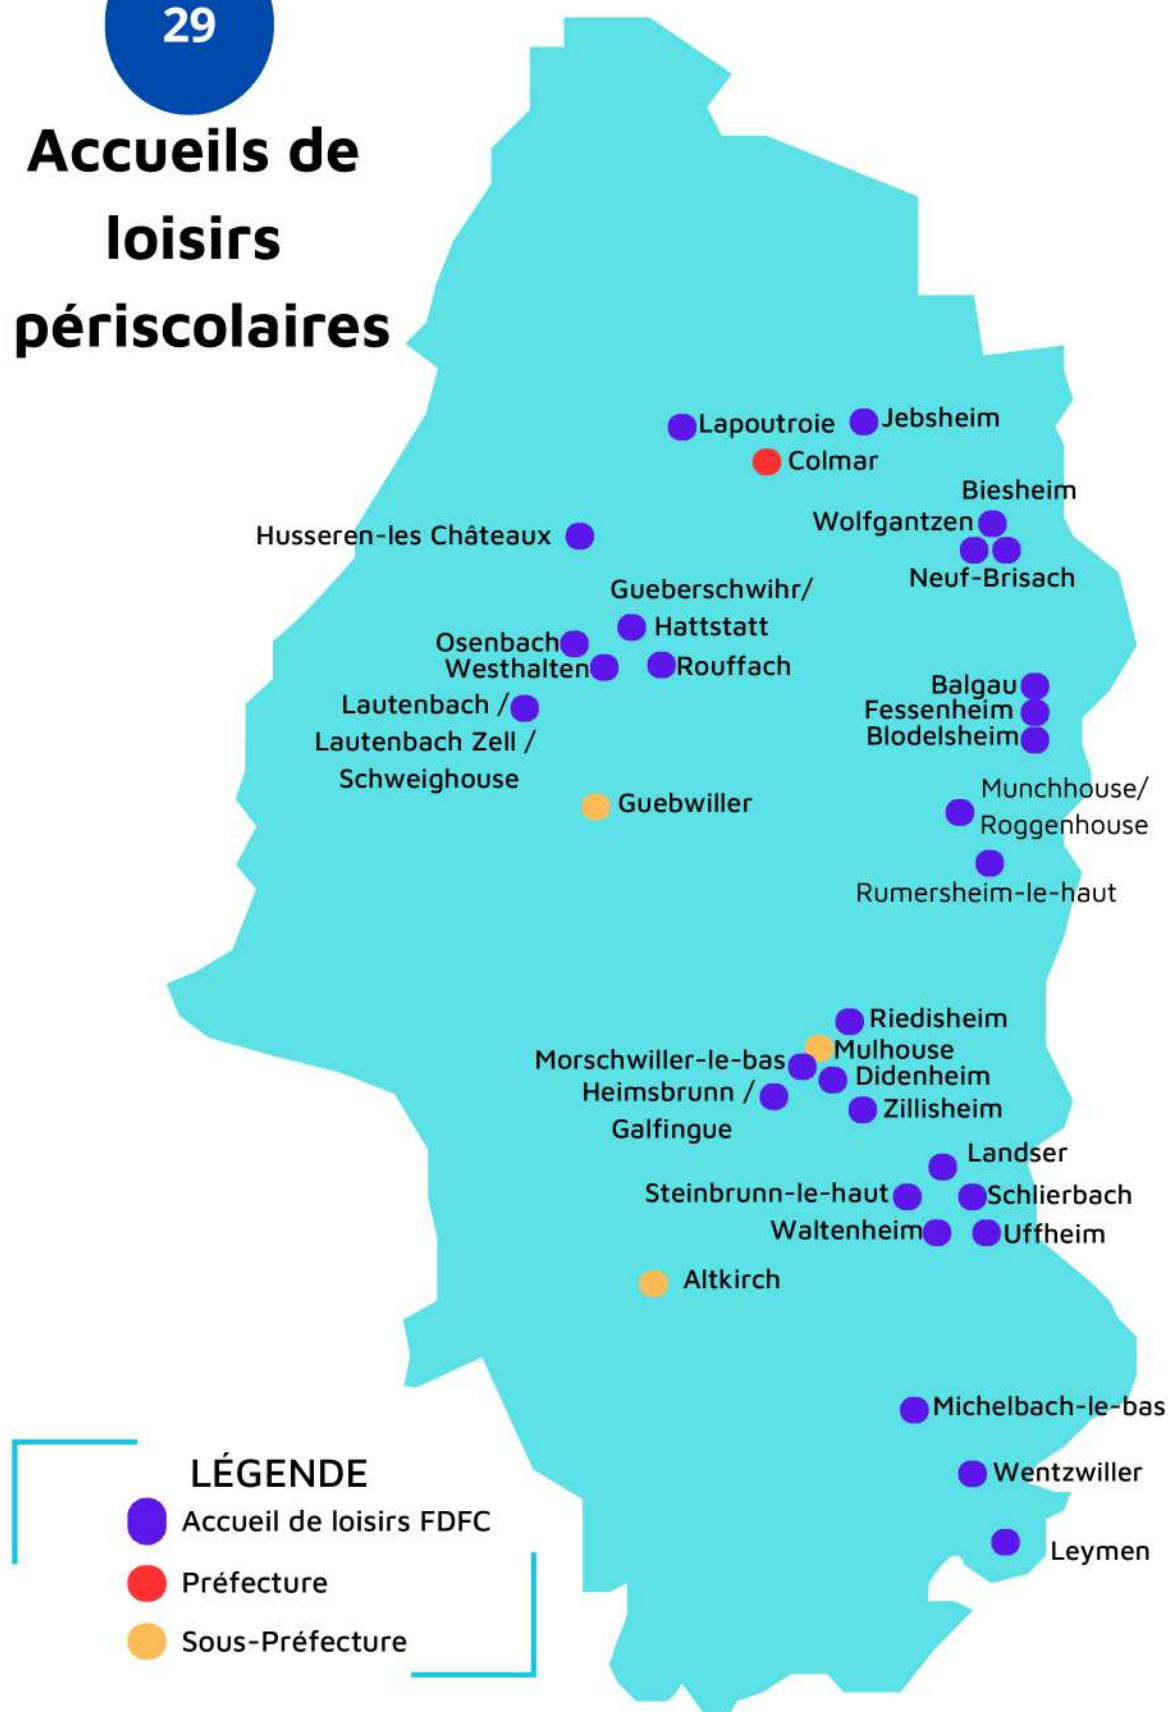 29
Accueils de
loisirs
périscolaires
Lapoutroie
Jebsheim
Colmar
Biesheim
Wolfgantzen
Husseren-les Châteaux
Neuf-Brisach
Gueberschwihr/
Hattstatt
Osenbach
Westhalten
Rouffach
Balgau
Lautenbach /
Fessenheim
Blodelsheim
Lautenbach Zell /
Schweighouse
Munchhouse/
Guebwiller
Roggenhouse
Rumersheim-le-haut
Riedisheim
Mulhouse
Morschwiller-le-bas
Didenheim
Heimsbrunn /
Zillisheim
Galfingue
Landser
Steinbrunn-le-haut
Schlierbach
Waltenheim
Uffheim
Altkirch
Michelbach-le-bas
Wentzwiller
Leymen
LÉGENDE
Accueil de loisirs FDFC
Préfecture
Sous-Préfecture